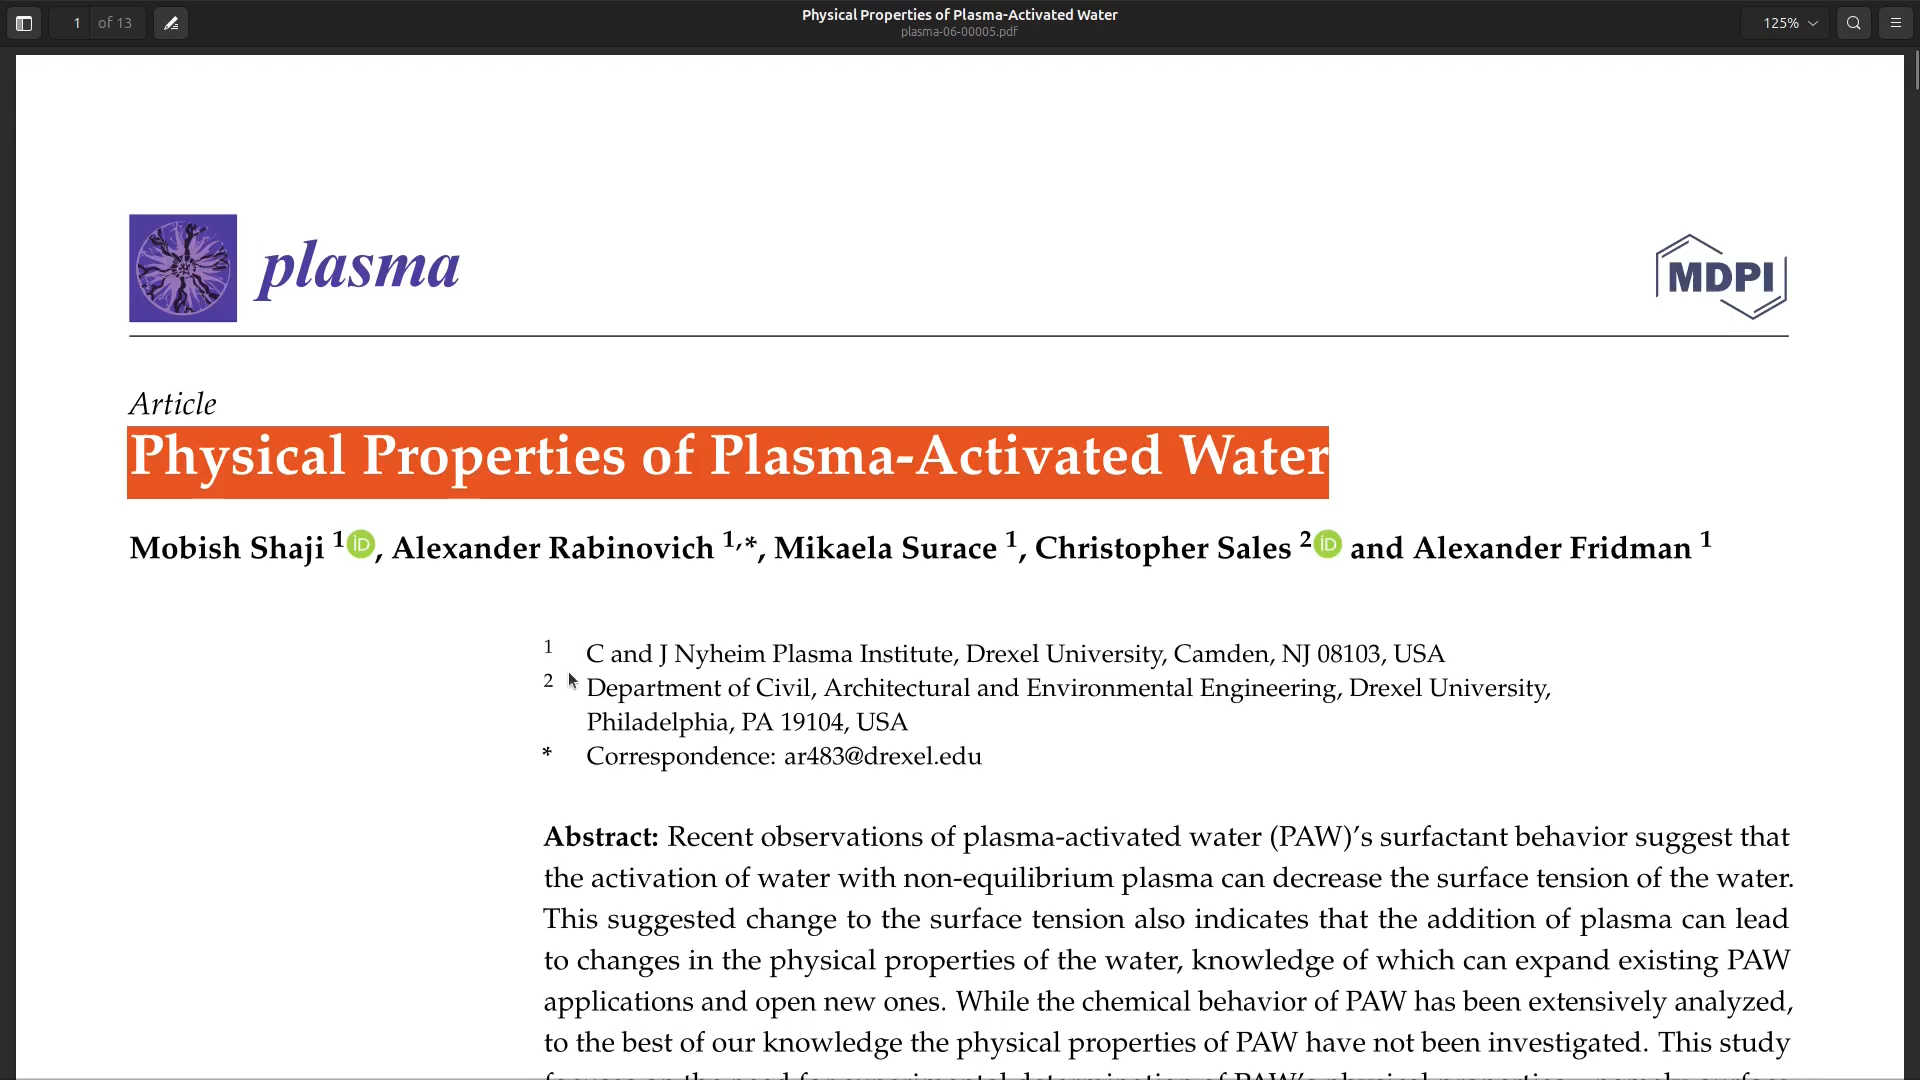 1 of 13
Physical Properties of Plasma-Activated Water
plasma-06-00005.pdf
125%
plasma
MDPI
Article
Physical Properties of Plasma-Activated Water
Mobish Shaji 1 iD, Alexander Rabinovich 1,*, Mikaela Surace 1, Christopher Sales 2 iD and Alexander Fridman 1
1 C and J Nyheim Plasma Institute, Drexel University, Camden, NJ 08103, USA
2 Department of Civil, Architectural and Environmental Engineering, Drexel University,
Philadelphia, PA 19104, USA
* Correspondence: ar483@drexel.edu
Abstract: Recent observations of plasma-activated water (PAW)’s surfactant behavior suggest that
the activation of water with non-equilibrium plasma can decrease the surface tension of the water.
This suggested change to the surface tension also indicates that the addition of plasma can lead
to changes in the physical properties of the water, knowledge of which can expand existing PAW
applications and open new ones. While the chemical behavior of PAW has been extensively analyzed,
to the best of our knowledge the physical properties of PAW have not been investigated. This study